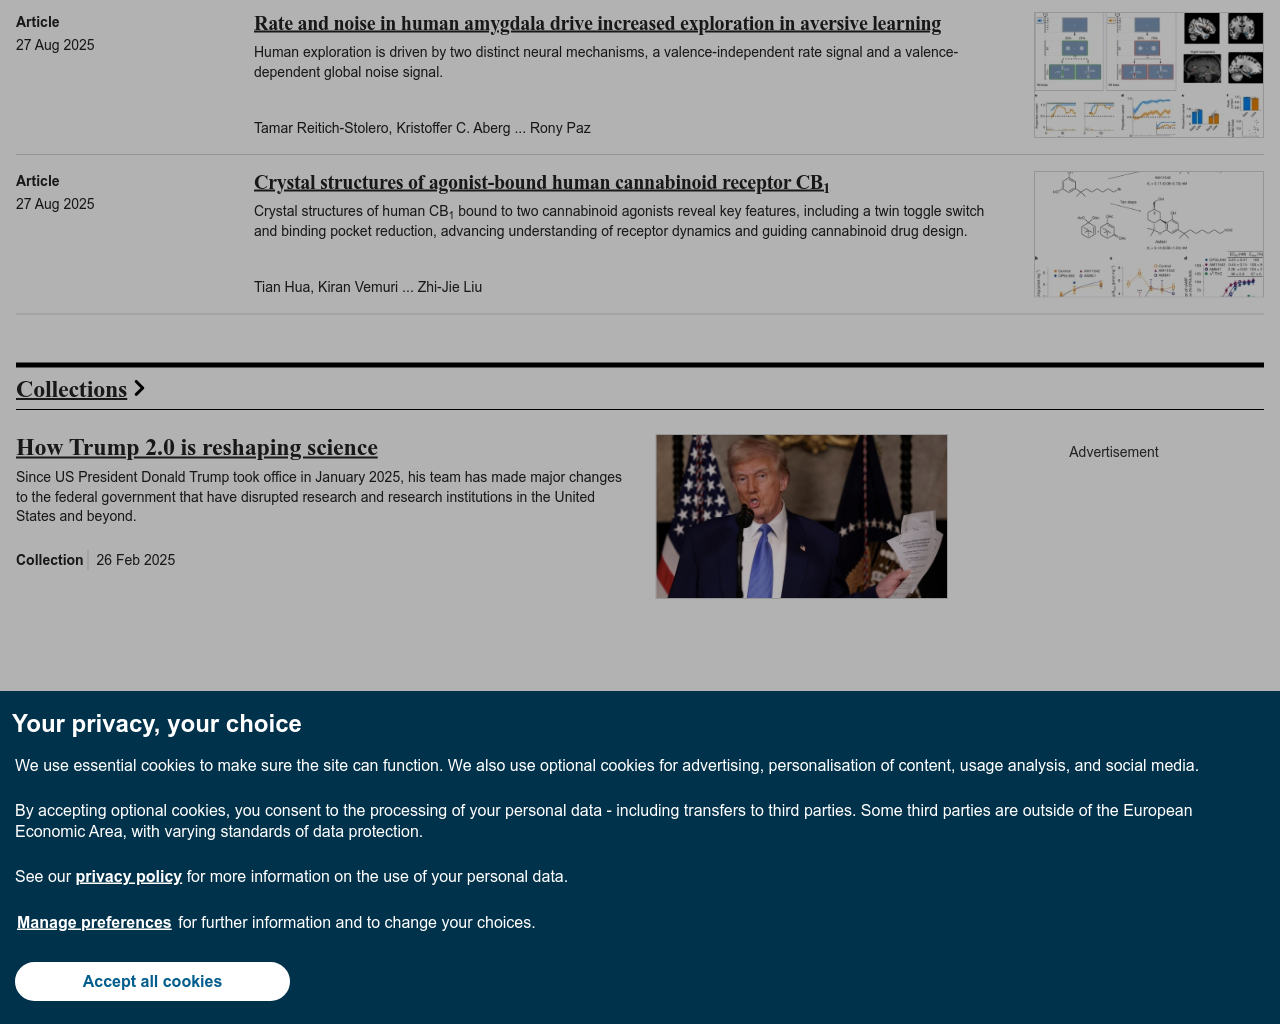 Article
27 Aug 2025
Rate and noise in human amygdala drive increased exploration in aversive learning
Human exploration is driven by two distinct neural mechanisms, a valence-independent rate signal and a valence-
dependent global noise signal.
Tamar Reitich-Stolero, Kristoffer C. Aberg ... Rony Paz
Article
27 Aug 2025
Crystal structures of agonist-bound human cannabinoid receptor CB1
Crystal structures of human CB1 bound to two cannabinoid agonists reveal key features, including a twin toggle switch
and binding pocket reduction, advancing understanding of receptor dynamics and guiding cannabinoid drug design.
Tian Hua, Kiran Vemuri ... Zhi-Jie Liu
Collections
How Trump 2.0 is reshaping science
Since US President Donald Trump took office in January 2025, his team has made major changes
to the federal government that have disrupted research and research institutions in the United
States and beyond.
Collection 26 Feb 2025
Advertisement
Your privacy, your choice
We use essential cookies to make sure the site can function. We also use optional cookies for advertising, personalisation of content, usage analysis, and social media.
By accepting optional cookies, you consent to the processing of your personal data - including transfers to third parties. Some third parties are outside of the European
Economic Area, with varying standards of data protection.
See our privacy policy for more information on the use of your personal data.
Manage preferences for further information and to change your choices.
Accept all cookies